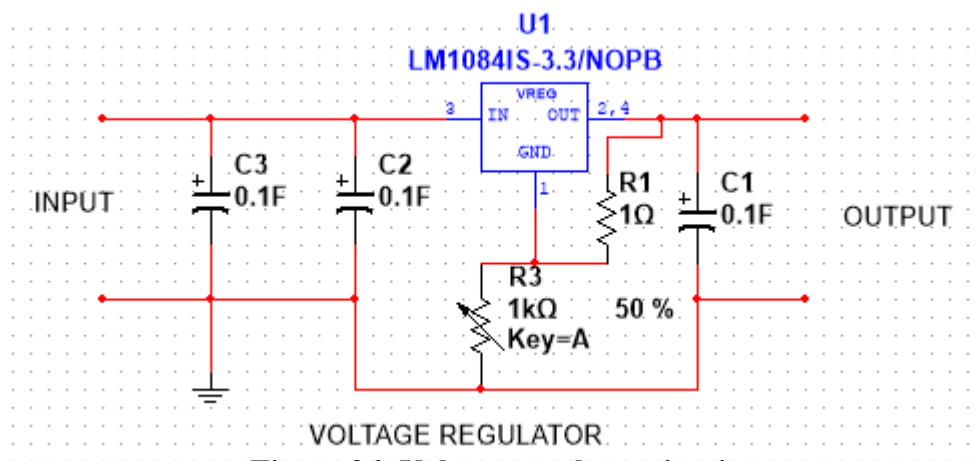 U1
LM1084IS-3.3/NOPB
VREG
3 IN OUT 2,4
GND
1
C3
0.1F
C2
0.1F
R1
1Ω
C1
0.1F
INPUT
OUTPUT
R3
1kΩ
50 %
Key=A
VOLTAGE REGULATOR